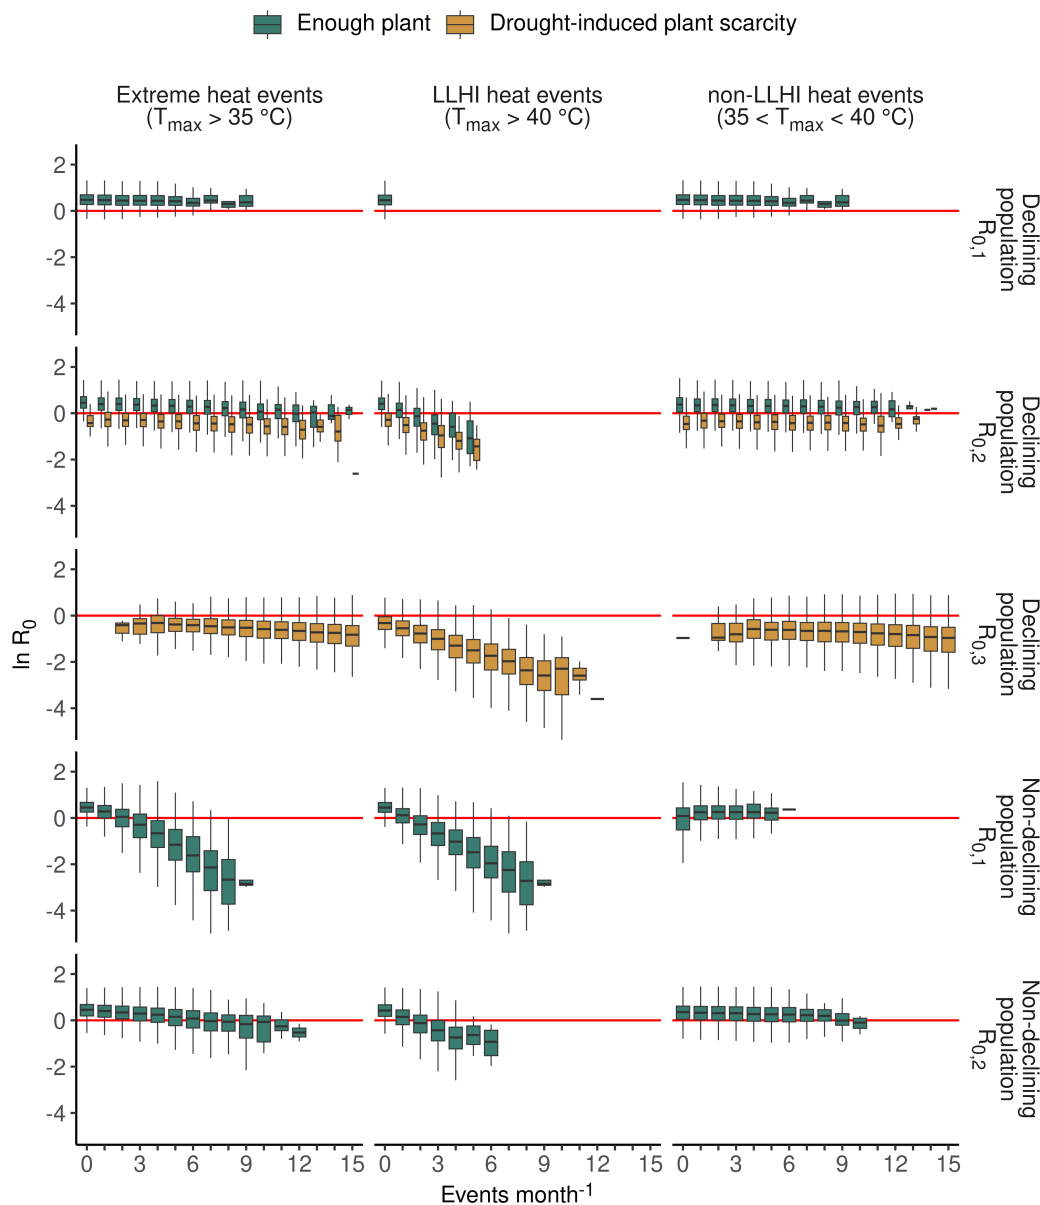 Enough plant
Drought-induced plant scarcity
Extreme heat events
(Tmax > 35 °C)
LLHI heat events
(Tmax > 40 °C)
non-LLHI heat events
(35 < Tmax < 40 °C)
2
0
-2
-4
Declining
population
R0,1
2
0
-2
-4
Declining
population
R0,2
2
0
-2
-4
Declining
population
R0,3
2
0
-2
-4
Non-declining
population
R0,1
2
0
-2
-4
Non-declining
population
R0,2
ln R0
0 3 6 9 12 15
0 3 6 9 12 15
0 3 6 9 12 15
Events month-1